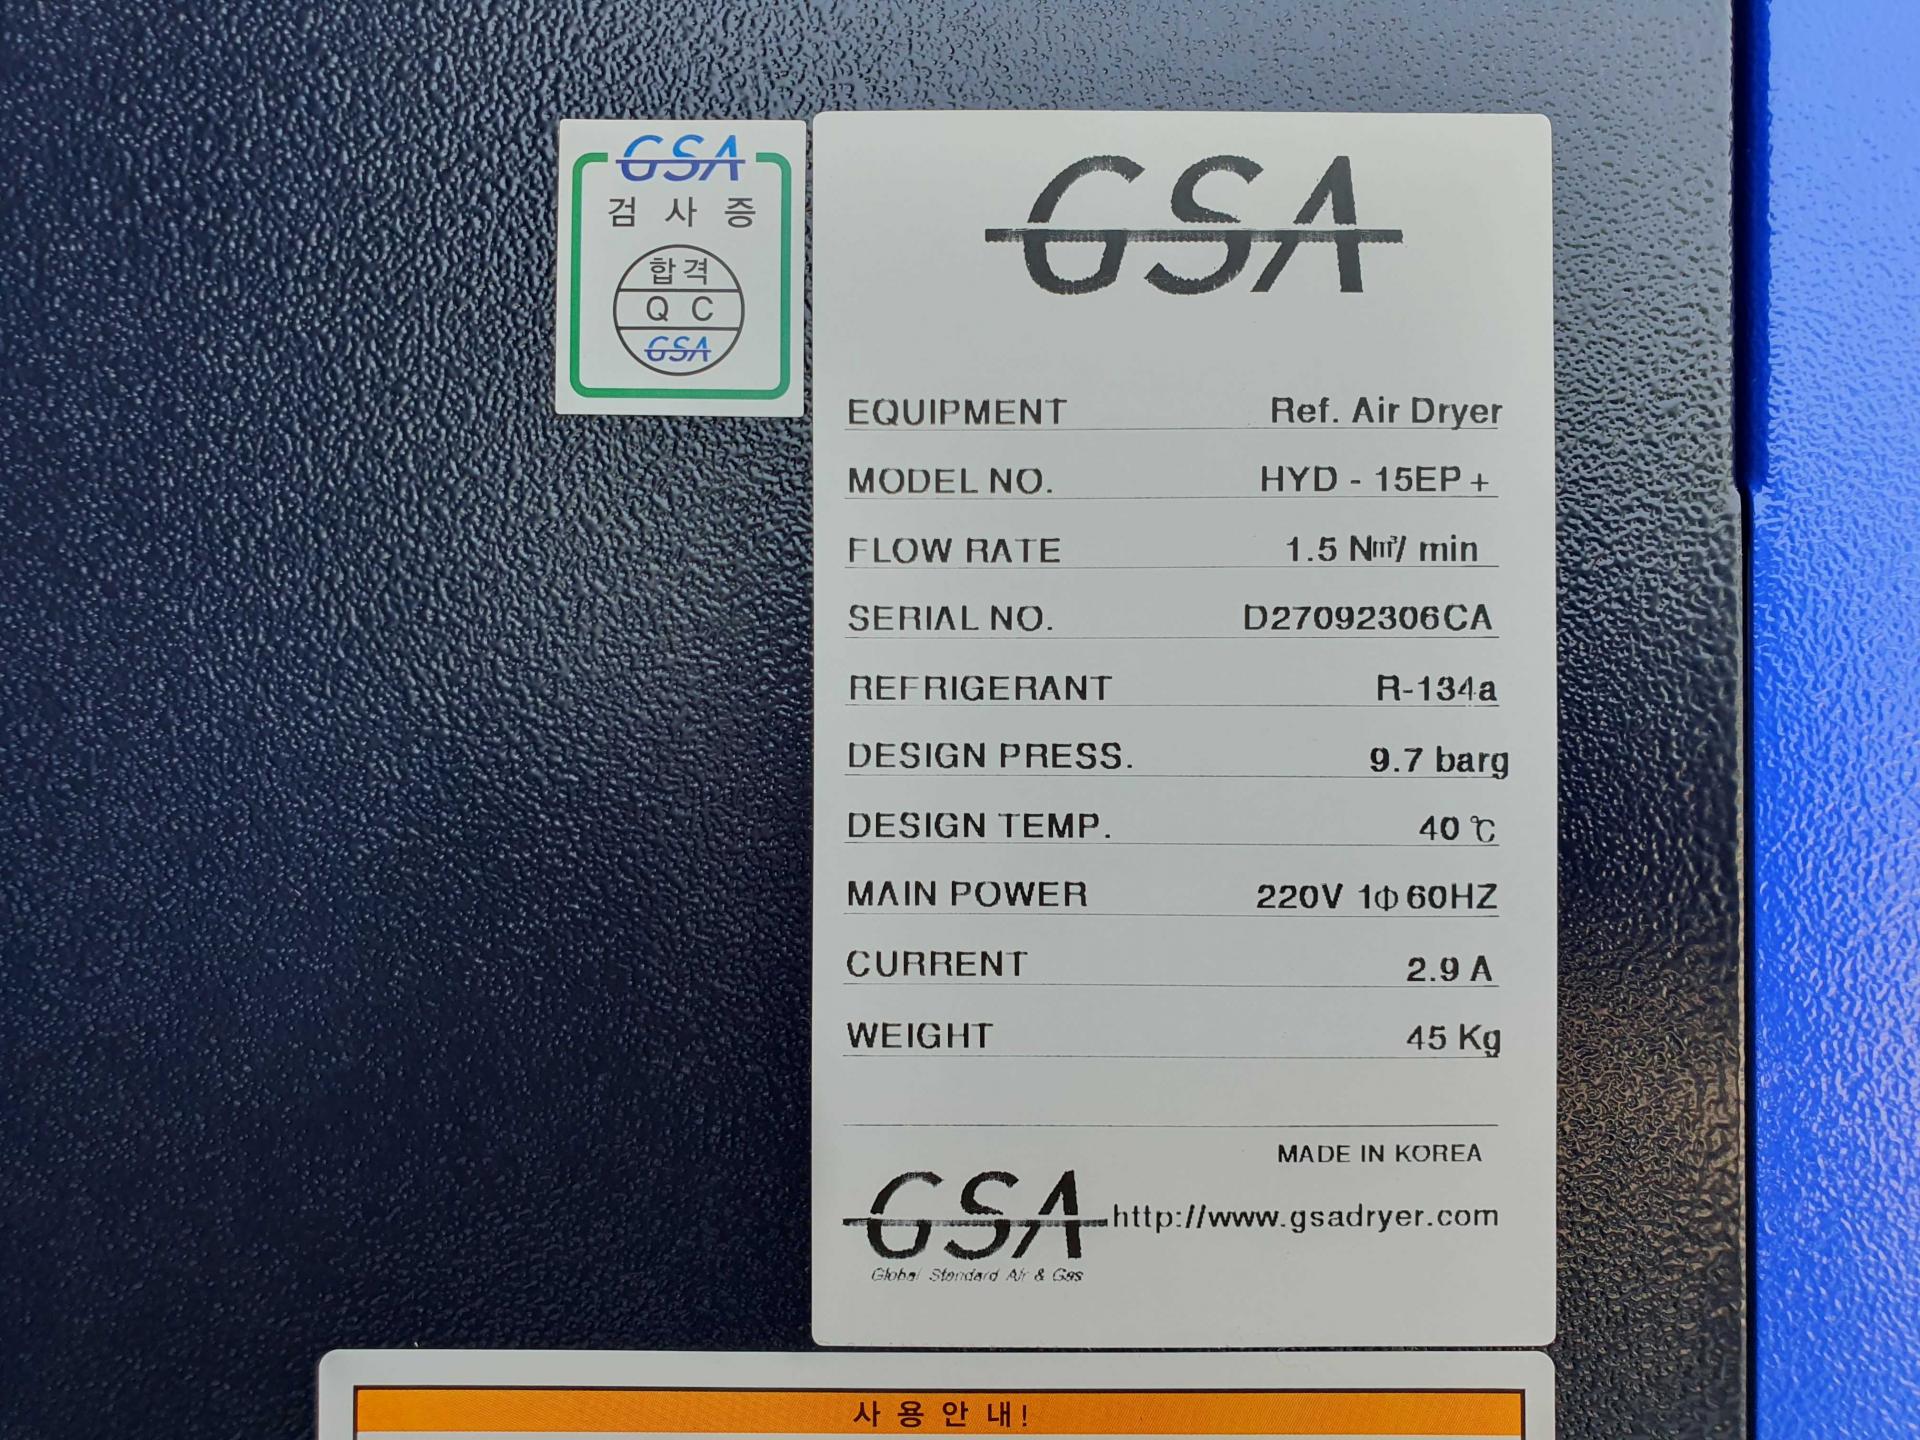 GSA
검 사 증
합격
Q C
GSA
GSA
EQUIPMENT Ref. Air Dryer
MODEL NO. HYD - 15EP +
FLOW RATE 1.5 N㎥/ min
SERIAL NO. D27092306CA
REFRIGERANT R-134a
DESIGN PRESS. 9.7 barg
DESIGN TEMP. 40 ℃
MAIN POWER 220V 1Φ 60HZ
CURRENT 2.9 A
WEIGHT 45 Kg
MADE IN KOREA
GSA http://www.gsadryer.com
Global Standard Air & Gas
사 용 안 내!